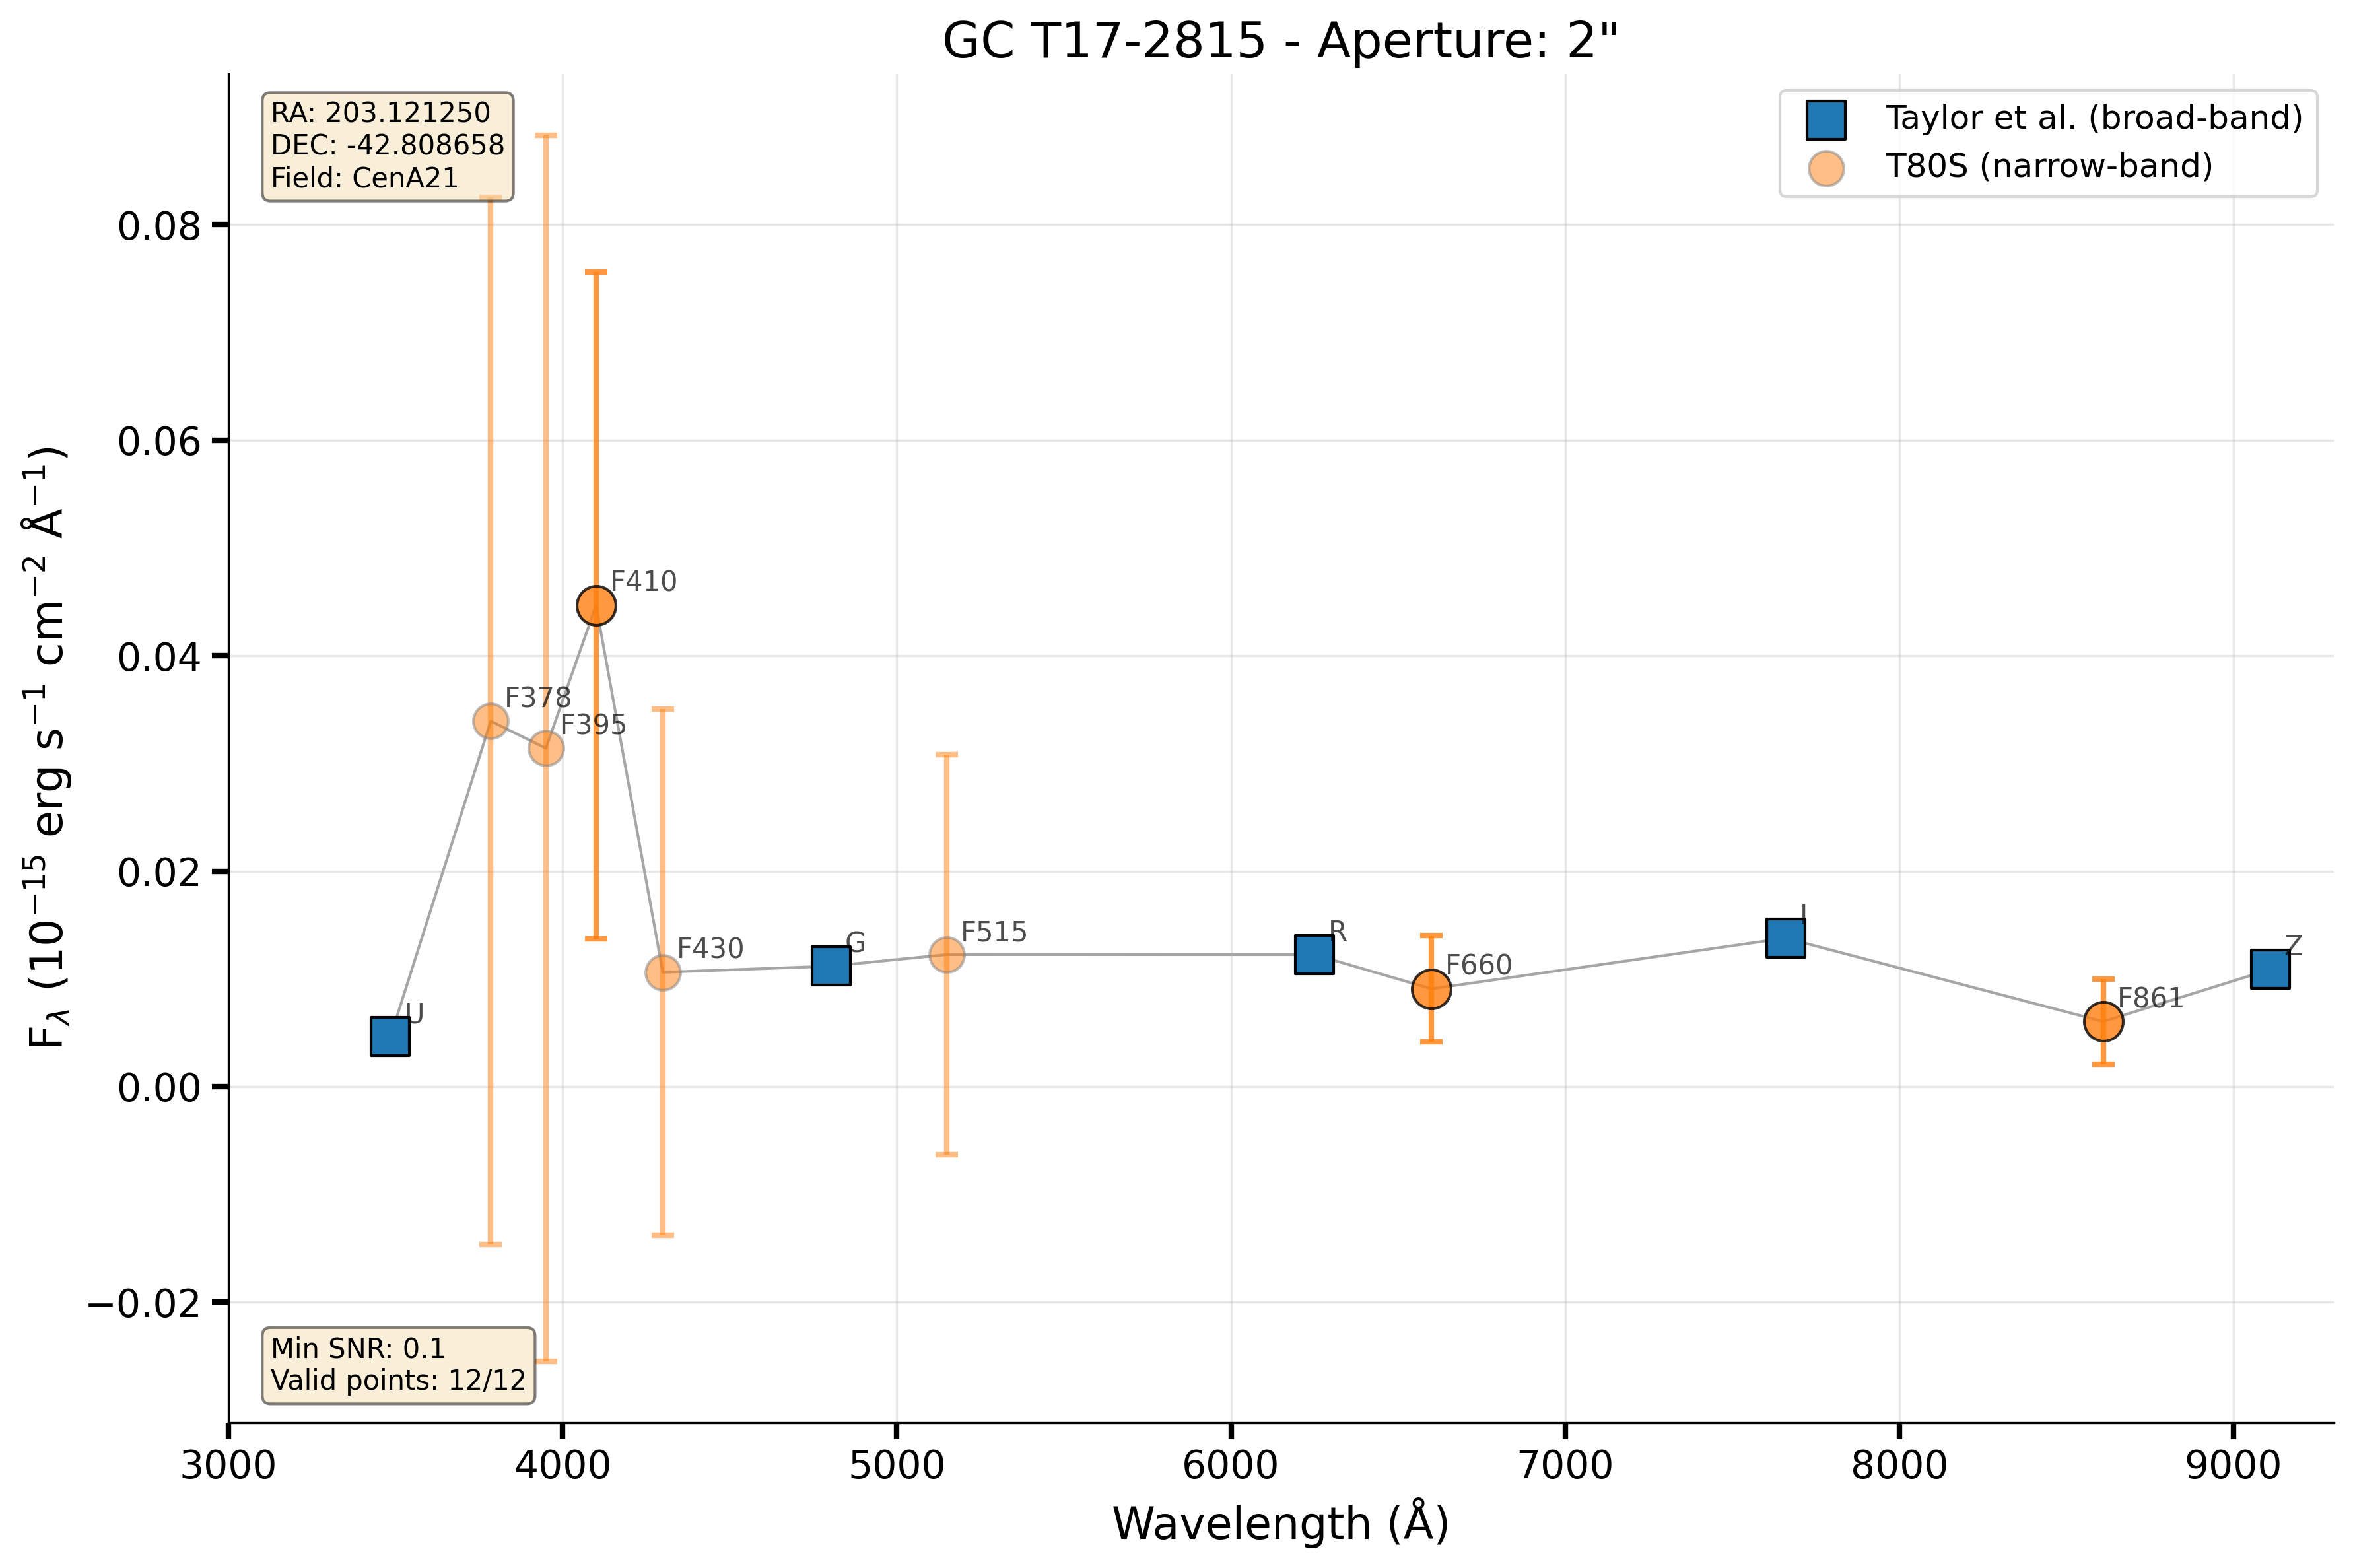 GC T17-2815 - Aperture: 2"
RA: 203.121250
DEC: -42.808658
Field: CenA21
Taylor et al. (broad-band)
T80S (narrow-band)
0.08
0.06
0.04
0.02
0.00
−0.02
F$_λ$ (10$^{−15}$ erg s$^{−1}$ cm$^{−2}$ Å$^{−1}$)
U
F378
F395
F410
F430
G
F515
R
F660
I
F861
Z
Min SNR: 0.1
Valid points: 12/12
3000 4000 5000 6000 7000 8000 9000
Wavelength (Å)